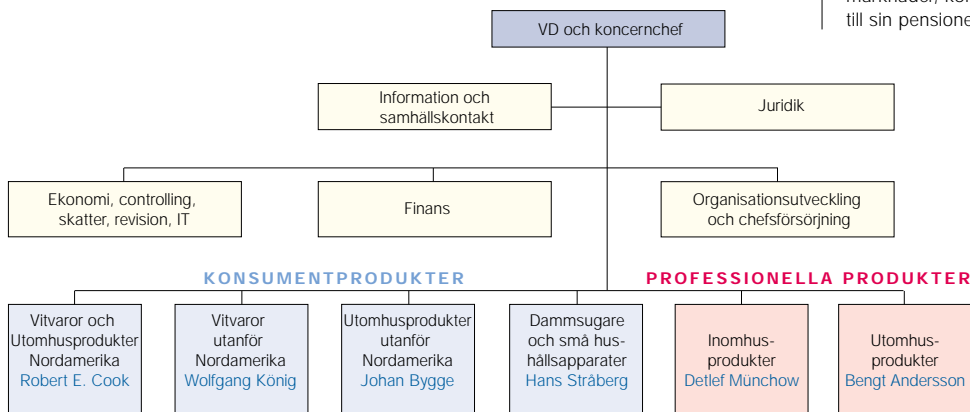 till sin pensione
VD och koncernchef
Information och
samhällskontakt
Juridik
Ekonomi, controlling,
skatter, revision, IT
Finans
Organisationsutveckling
och chefsförsörjning
KONSUMENTPRODUKTER
PROFESSIONELLA PRODUKTER
Vitvaror och
Utomhusprodukter
Nordamerika
Robert E. Cook
Vitvaror
utanför
Nordamerika
Wolfgang König
Utomhusprodukter
utanför
Nordamerika
Johan Bygge
Dammsugare
och små hus-
hållsapparater
Hans Stråberg
Inomhus-
produkter
Detlef Münchow
Utomhus-
produkter
Bengt Andersson